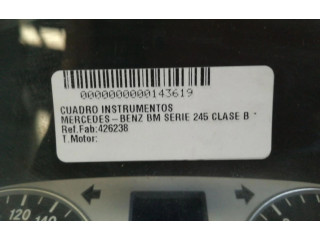 0000000000143619
CUADRO INSTRUMENTOS
MERCEDES-BENZ BM SERIE 245 CLASE B *
Ref.Fab:426238
T.Motor:
120 140